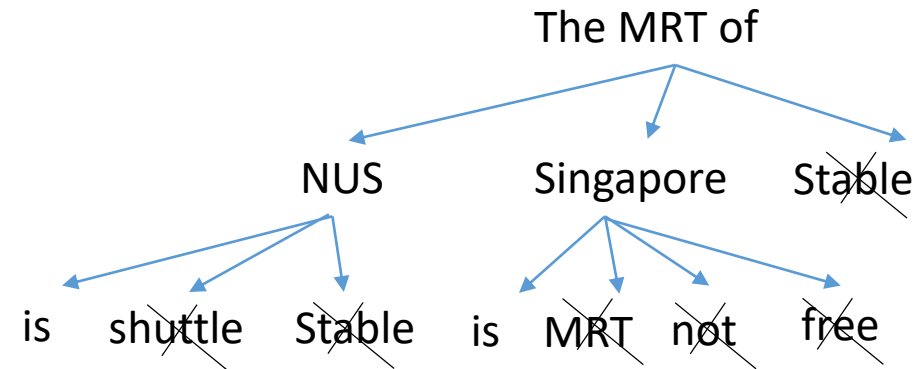 The MRT of
NUS Singapore Stable
is shuttle Stable is MRT not free